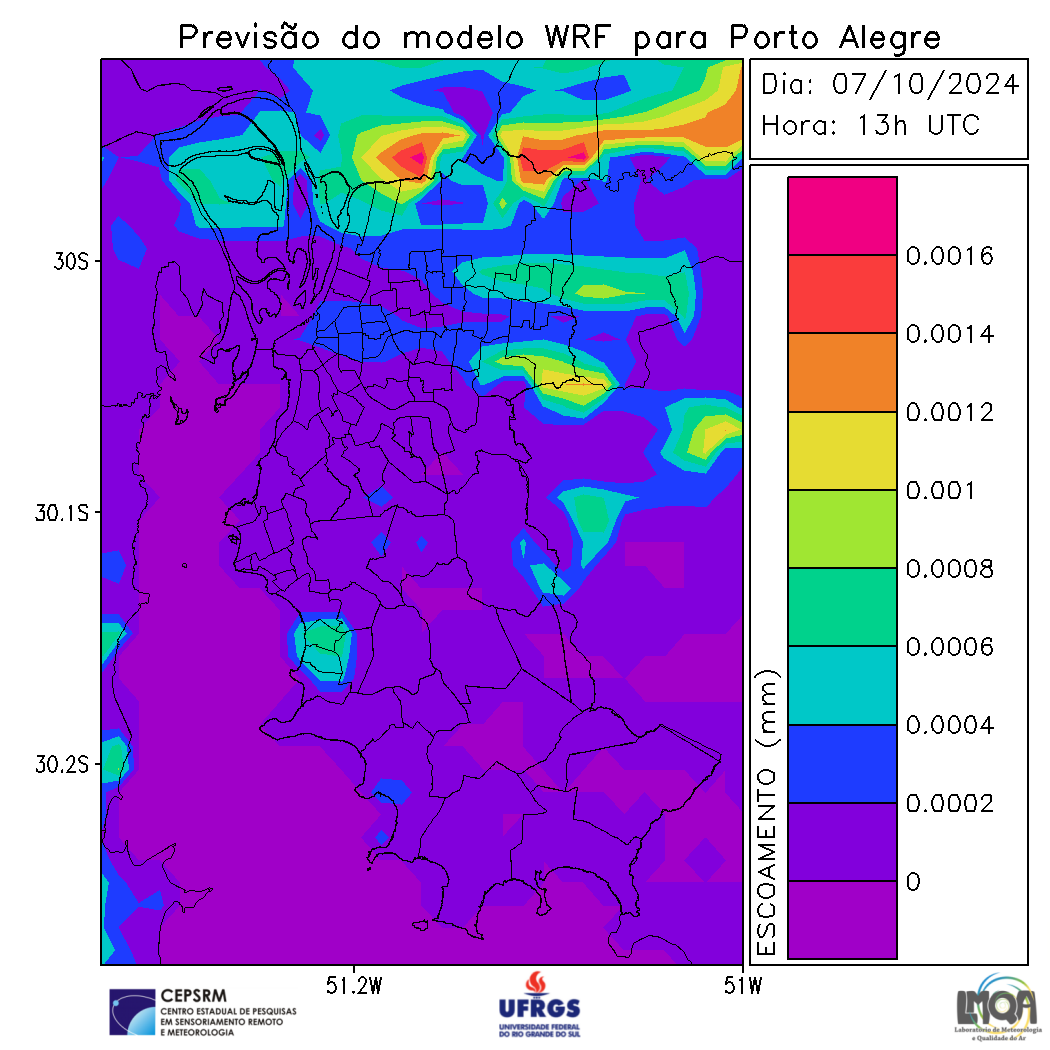 Previsão do modelo WRF para Porto Alegre
Dia: 07/10/2024
Hora: 13h UTC
30S
30.1S
30.2S
51.2W
51W
0.0016
0.0014
0.0012
0.001
0.0008
0.0006
0.0004
0.0002
0
ESCOAMENTO (mm)
CEPSRM
CENTRO ESTADUAL DE PESQUISAS
EM SENSORIAMENTO REMOTO
E METEOROLOGIA
UFRGS
UNIVERSIDADE FEDERAL
DO RIO GRANDE DO SUL
LMQA
Laboratório de Meteorologia
e Qualidade do Ar